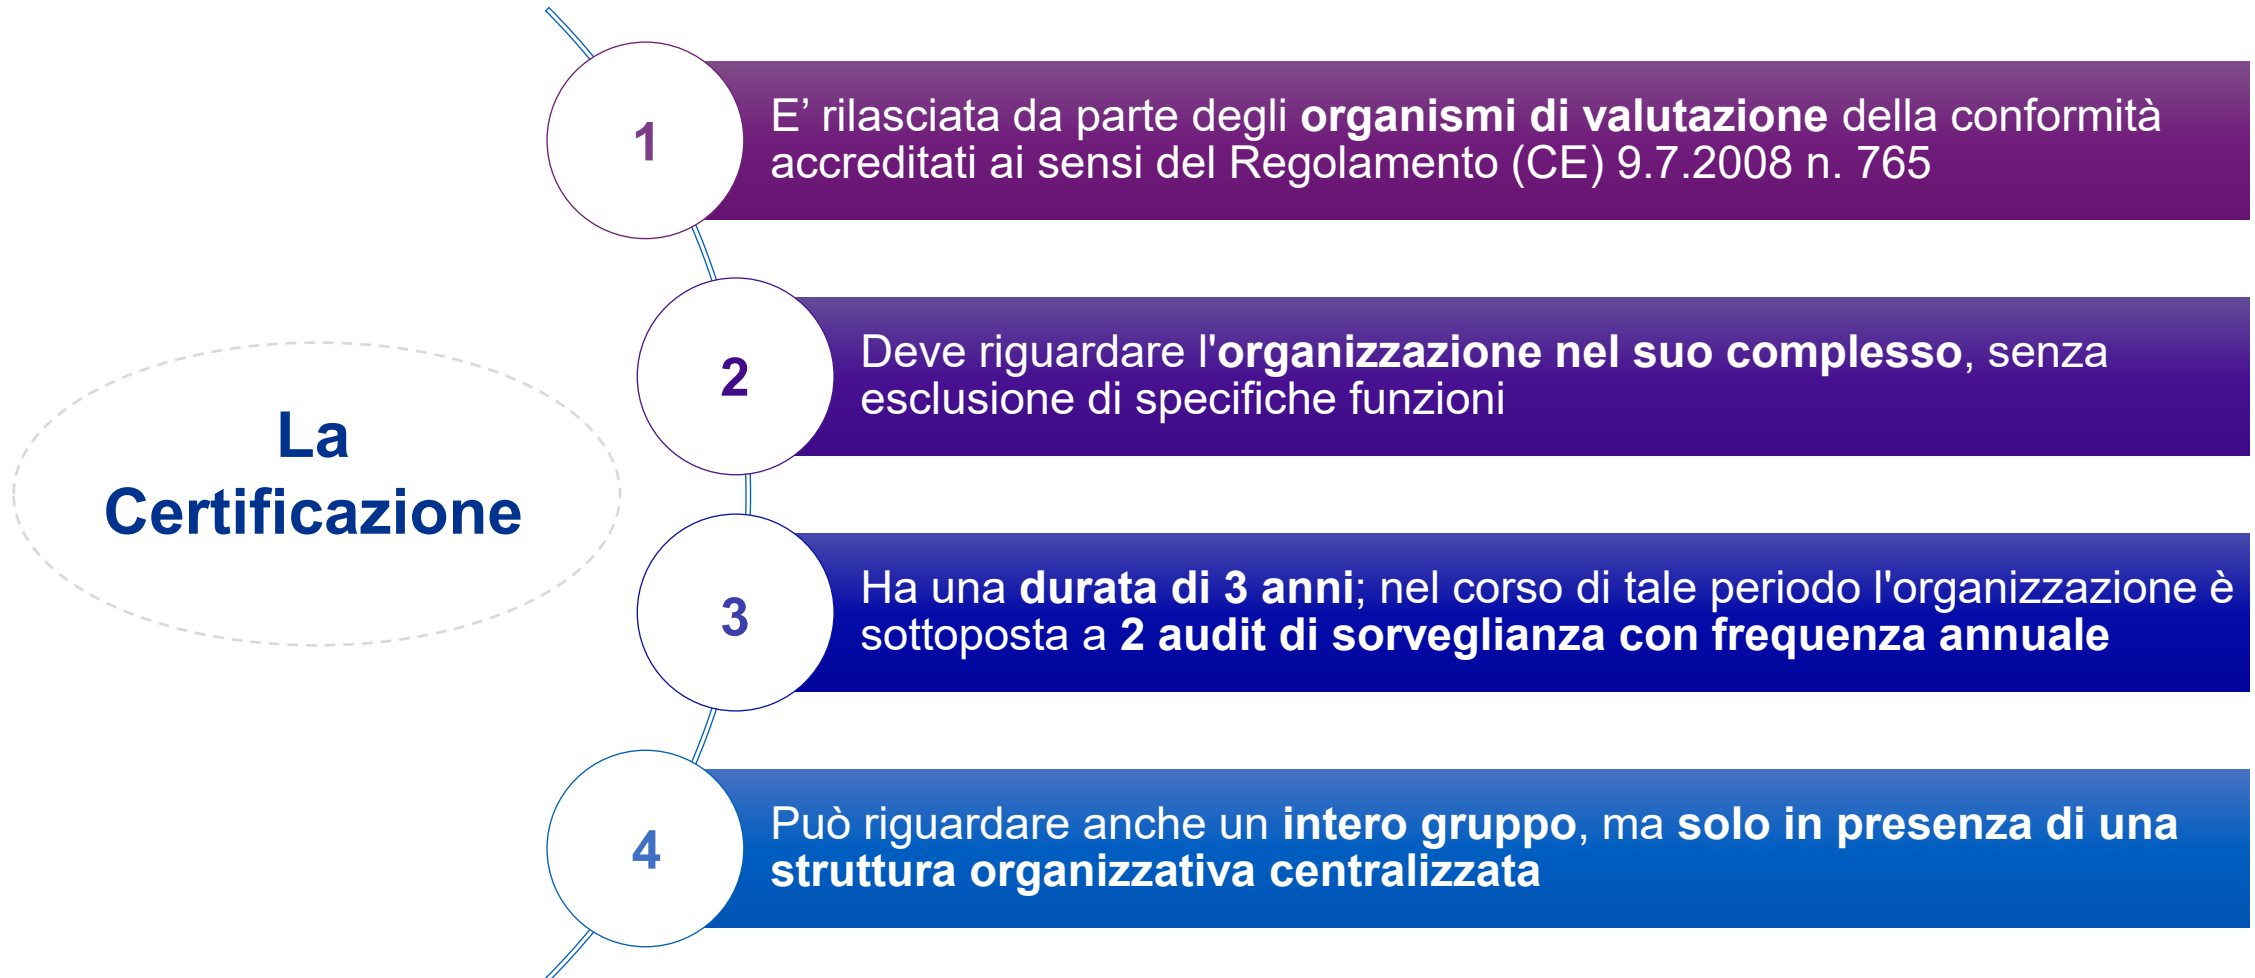 La
Certificazione
1
E’ rilasciata da parte degli organismi di valutazione della conformità
accreditati ai sensi del Regolamento (CE) 9.7.2008 n. 765
2
Deve riguardare l'organizzazione nel suo complesso, senza
esclusione di specifiche funzioni
3
Ha una durata di 3 anni; nel corso di tale periodo l'organizzazione è
sottoposta a 2 audit di sorveglianza con frequenza annuale
4
Può riguardare anche un intero gruppo, ma solo in presenza di una
struttura organizzativa centralizzata